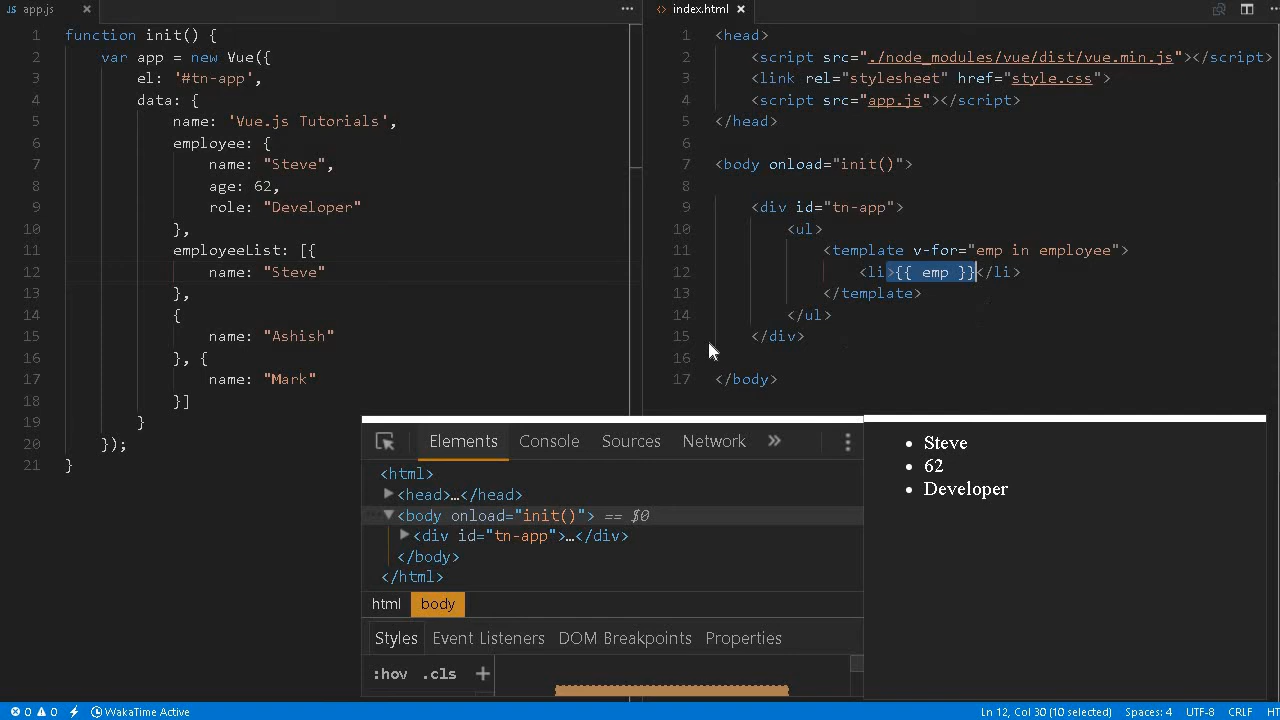 app.js
1 function init() {
2 var app = new Vue({
3 el: '#tn-app',
4 data: {
5 name: 'Vue.js Tutorials',
6 employee: {
7 name: "Steve",
8 age: 62,
9 role: "Developer"
10 },
11 employeeList: [{
12 name: "Steve"
13 },
14 {
15 name: "Ashish"
16 }, {
17 name: "Mark"
18 }]
19 }
20 });
21 }
index.html
1 <head>
2 <script src="./node_modules/vue/dist/vue.min.js"></script>
3 <link rel="stylesheet" href="style.css">
4 <script src="app.js"></script>
5 </head>
6
7 <body onload="init()">
8
9 <div id="tn-app">
10 <ul>
11 <template v-for="emp in employee">
12 <li>{{ emp }}</li>
13 </template>
14 </ul>
15 </div>
16
17 </body>
Elements Console Sources Network »
<html>
<head>…</head>
<body onload="init()"> == $0
<div id="tn-app">…</div>
</body>
</html>
html body
Styles Event Listeners DOM Breakpoints Properties
:hov .cls +
• Steve
• 62
• Developer
0 0 WakaTime Active Ln 12, Col 30 (10 selected) Spaces: 4 UTF-8 CRLF